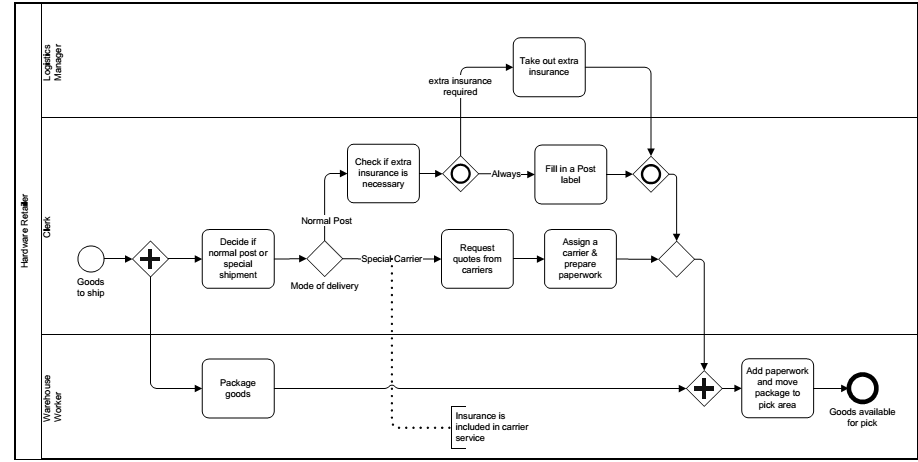 Hardware Retailer
Logistics
Manager
Take out extra
insurance
extra insurance
required
Clerk
Check if extra
insurance is
necessary
Always
Fill in a Post
label
Normal Post
Goods
to ship
Decide if
normal post or
special
shipment
Mode of delivery
Special Carrier
Request
quotes from
carriers
Assign a
carrier &
prepare
paperwork
Warehouse
Worker
Package
goods
Insurance is
included in carrier
service
Add paperwork
and move
package to
pick area
Goods available
for pick